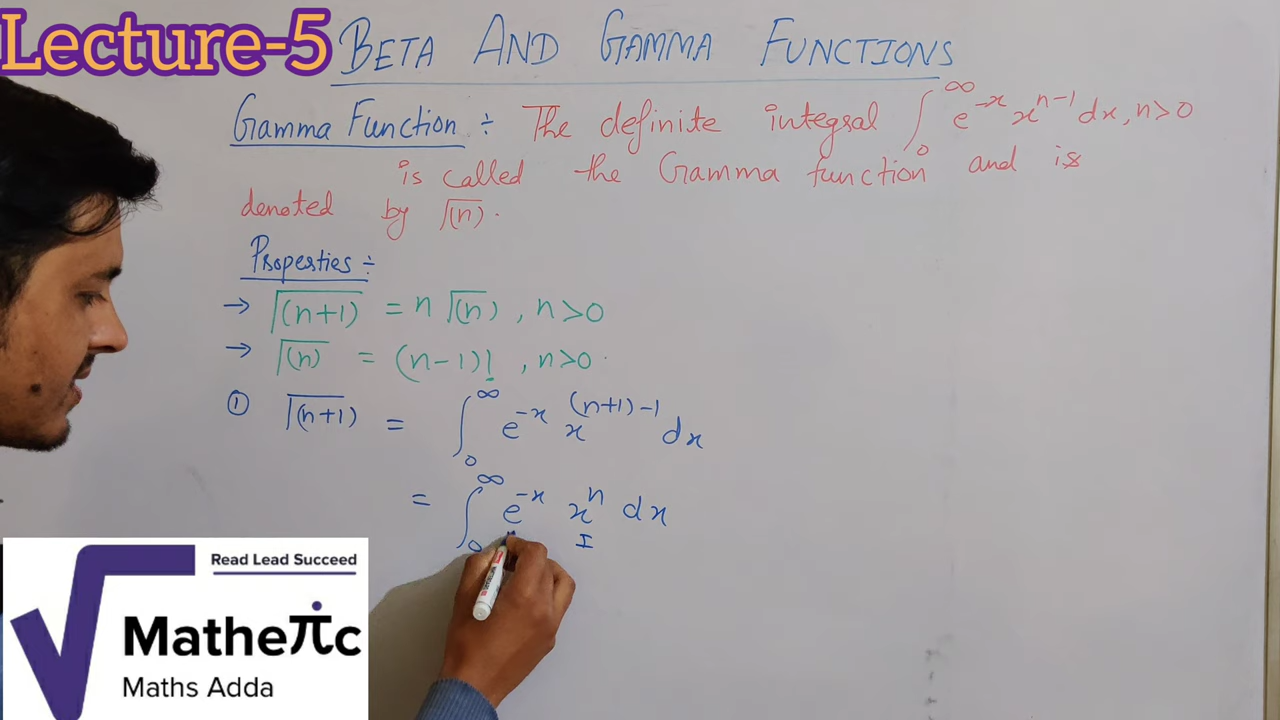 Lecture-5
BETA AND GAMMA FUNCTIONS
Gamma Function ÷ The definite integral ∫₀^∞ e^{-x} x^{n-1} dx, n>0
is called the Gamma function and is
denoted by Γ(n).
Properties ÷
→ Γ(n+1) = n Γ(n), n>0
→ Γ(n) = (n-1)!, n>0.
① Γ(n+1) = ∫₀^∞ e^{-x} x^{(n+1)-1} dx
= ∫₀^∞ e^{-x} x^n dx
I
Read Lead Succeed
Matheπc
Maths Adda